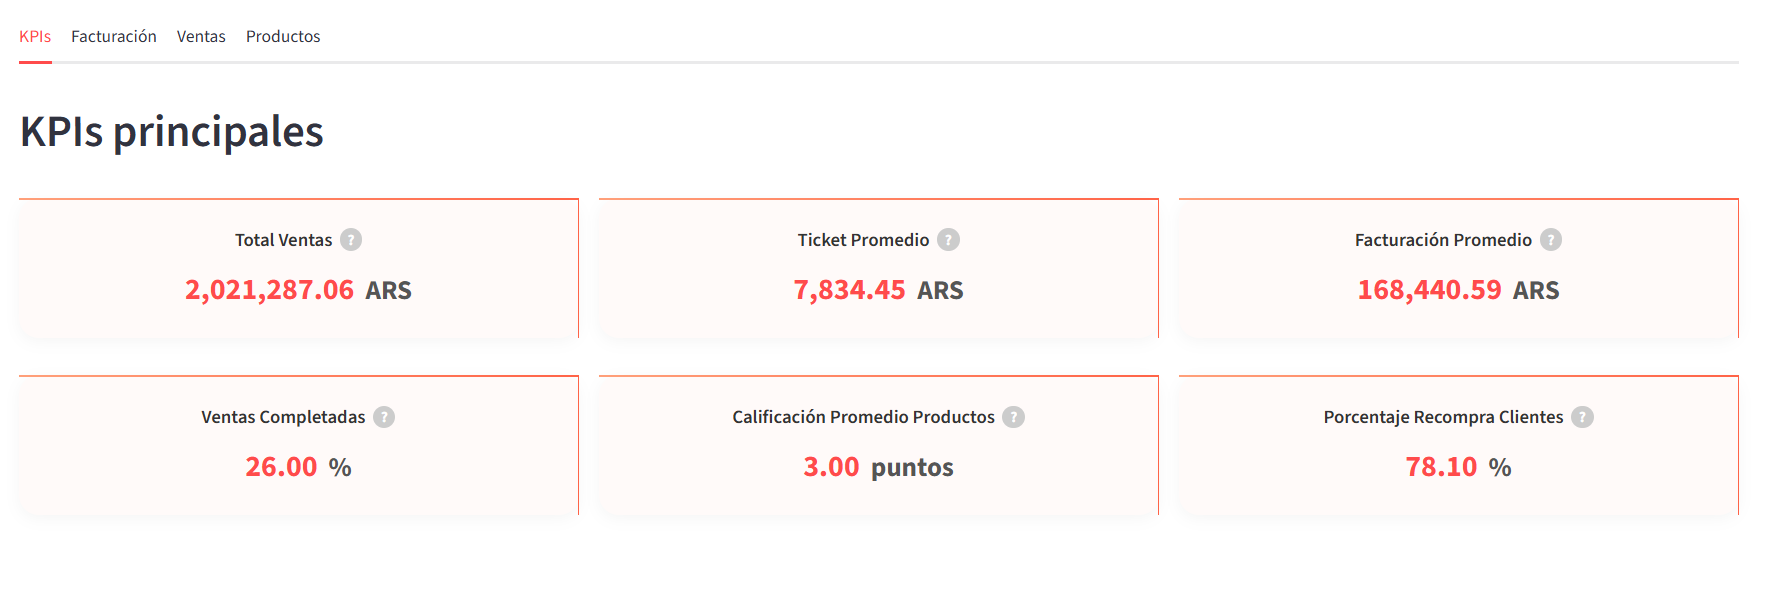 KPIs Facturación Ventas Productos
KPIs principales
Total Ventas ?
2,021,287.06 ARS
Ticket Promedio ?
7,834.45 ARS
Facturación Promedio ?
168,440.59 ARS
Ventas Completadas ?
26.00 %
Calificación Promedio Productos ?
3.00 puntos
Porcentaje Recompra Clientes ?
78.10 %